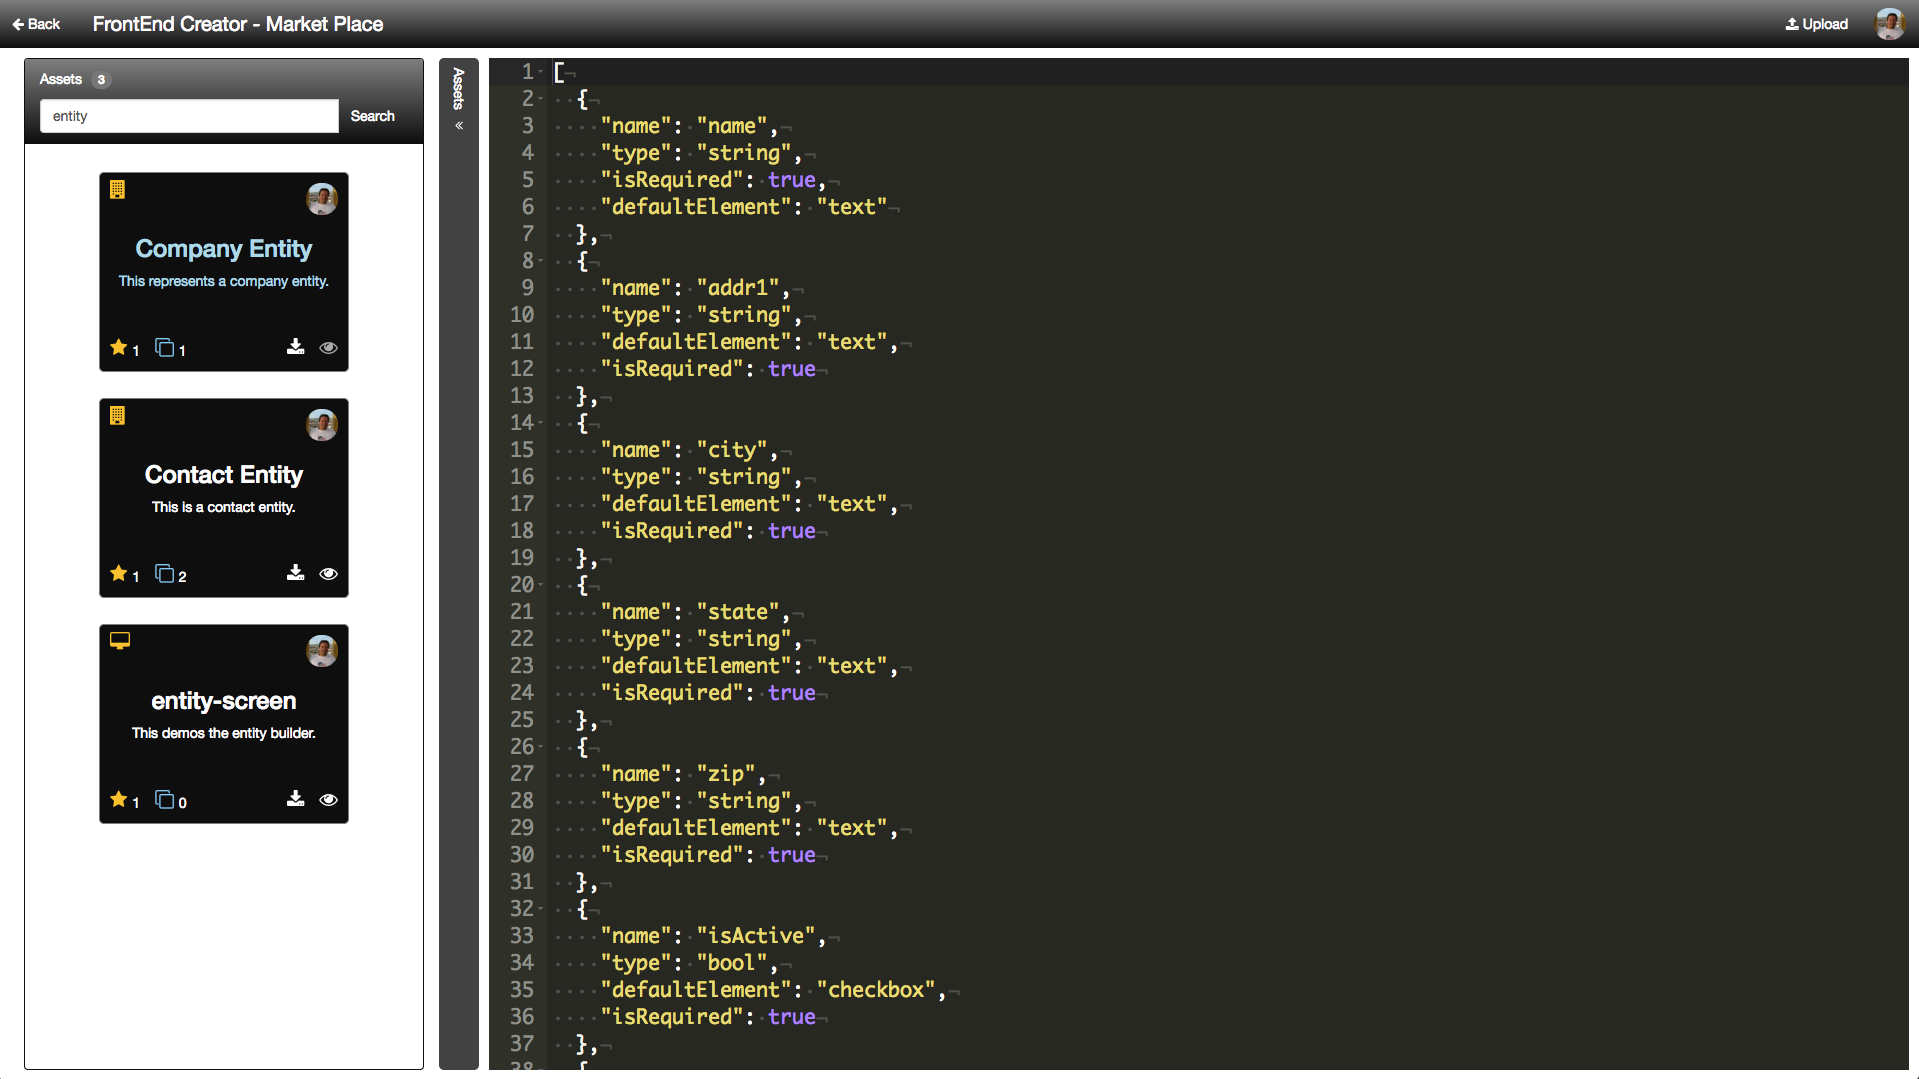 Back
FrontEnd Creator - Market Place
Upload
Assets 3
entity
Search
Company Entity
This represents a company entity.
1 1
Contact Entity
This is a contact entity.
1 2
entity-screen
This demos the entity builder.
1 0
Assets
1 [
2 {
3 "name": "name",
4 "type": "string",
5 "isRequired": true,
6 "defaultElement": "text"
7 },
8 {
9 "name": "addr1",
10 "type": "string",
11 "defaultElement": "text",
12 "isRequired": true
13 },
14 {
15 "name": "city",
16 "type": "string",
17 "defaultElement": "text",
18 "isRequired": true
19 },
20 {
21 "name": "state",
22 "type": "string",
23 "defaultElement": "text",
24 "isRequired": true
25 },
26 {
27 "name": "zip",
28 "type": "string",
29 "defaultElement": "text",
30 "isRequired": true
31 },
32 {
33 "name": "isActive",
34 "type": "bool",
35 "defaultElement": "checkbox",
36 "isRequired": true
37 },
38 {